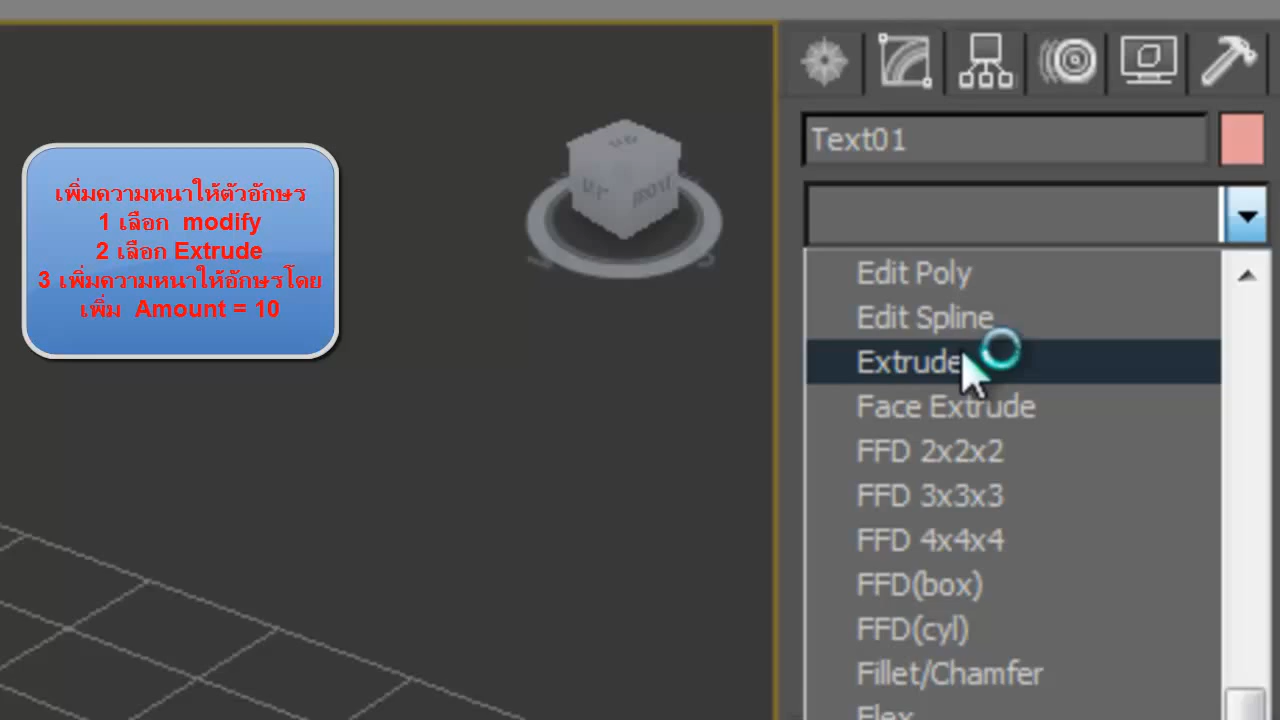 Text01
เพิ่มความหนาให้ตัวอักษร
1 เลือก modify
2 เลือก Extrude
3 เพิ่มความหนาให้อักษรโดย
เพิ่ม Amount = 10
Edit Poly
Edit Spline
Extrude
Face Extrude
FFD 2x2x2
FFD 3x3x3
FFD 4x4x4
FFD(box)
FFD(cyl)
Fillet/Chamfer
Flex